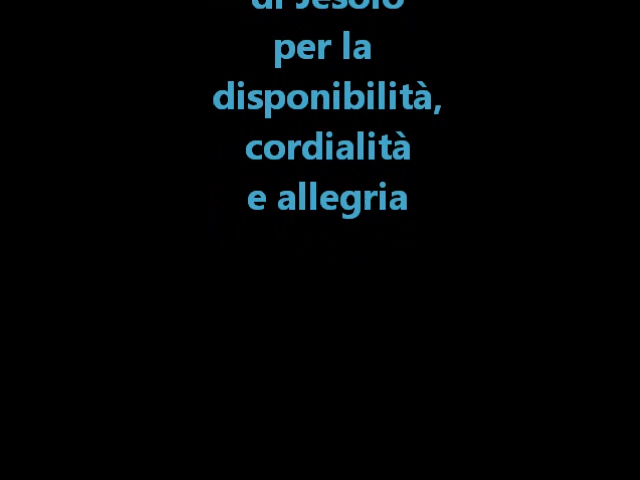 di Jesolo
per la
disponibilità,
cordialità
e allegria